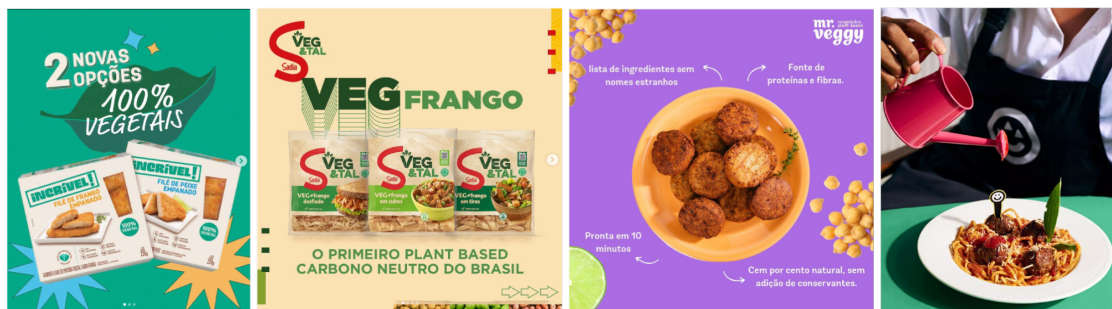 2 NOVAS
OPÇÕES
100%
VEGETAIS
INCRÍVEL!
FILÉ DE FRANGO
EMPANADO
100%
VEGETAL
INCRÍVEL!
FILÉ DE PEIXE
EMPANADO
100%
VEGETAL
VEG
&TAL
Sadia
VEG FRANGO
VEG
&TAL
VEG+frango
desfiado
VEG
&TAL
VEG+frango
em cubos
VEG
&TAL
VEG+frango
em tiras
O PRIMEIRO PLANT BASED
CARBONO NEUTRO DO BRASIL
mr.
veggy
congelados
plant-based
lista de ingredientes sem
nomes estranhos
Fonte de
proteínas e fibras.
Pronta em 10
minutos
Cem por cento natural, sem
adição de conservantes.